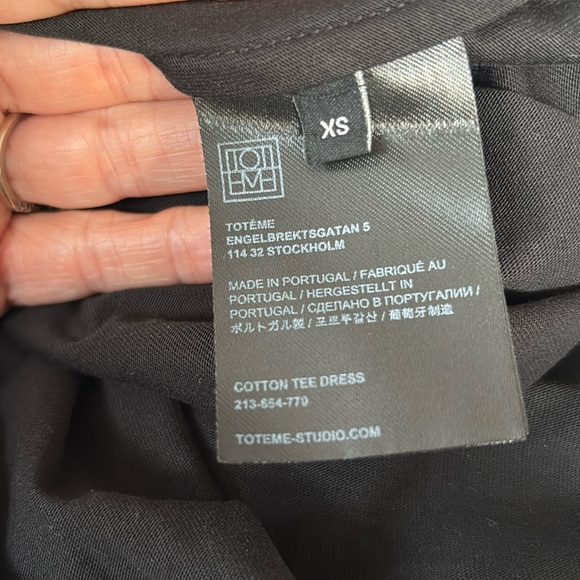 XS
TOTEME
TOTÊME
ENGELBREKTSGATAN 5
114 32 STOCKHOLM
MADE IN PORTUGAL / FABRIQUÉ AU
PORTUGAL / HERGESTELLT IN
PORTUGAL / СДЕЛАНО В ПОРТУГАЛИИ /
ポルトガル製 / 포르투갈산 / 葡萄牙制造
COTTON TEE DRESS
213-654-770
TOTEME-STUDIO.COM